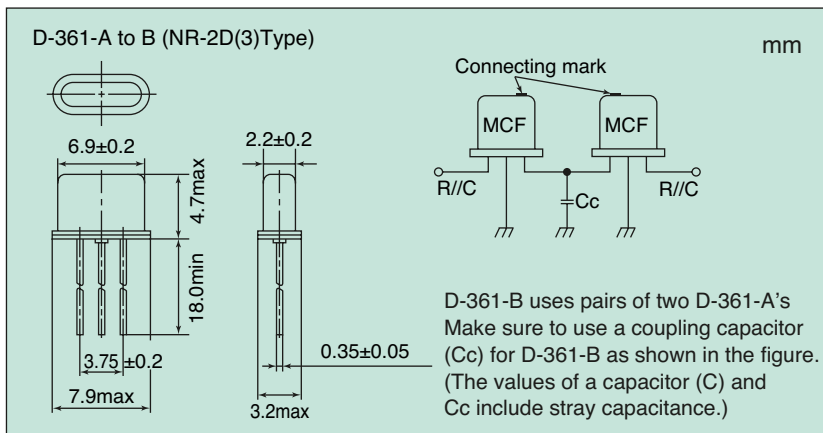 D-361-A to B (NR-2D(3)Type)
mm
Connecting mark
MCF
MCF
R//C
R//C
Cc
6.9±0.2
2.2±0.2
4.7max
18.0min
3.75 ±0.2
7.9max
0.35±0.05
3.2max
D-361-B uses pairs of two D-361-A's
Make sure to use a coupling capacitor
(Cc) for D-361-B as shown in the figure.
(The values of a capacitor (C) and
Cc include stray capacitance.)